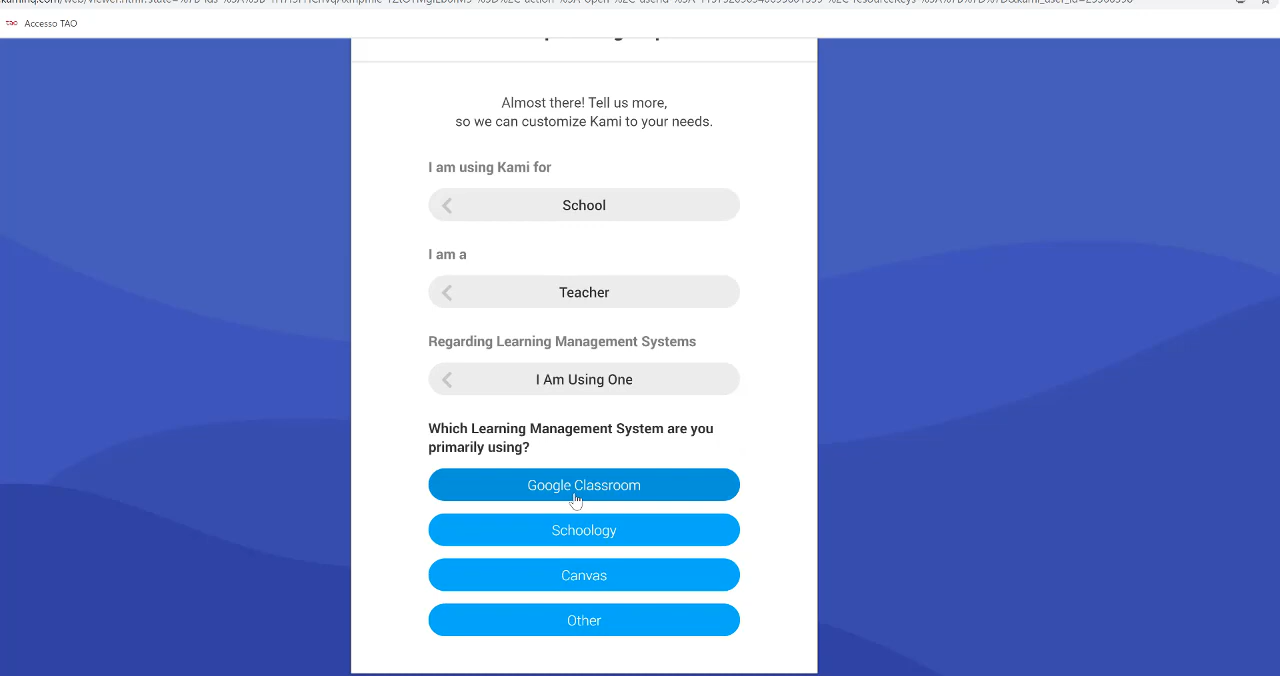 Accesso TAO
Almost there! Tell us more,
so we can customize Kami to your needs.
I am using Kami for
School
I am a
Teacher
Regarding Learning Management Systems
I Am Using One
Which Learning Management System are you
primarily using?
Google Classroom
Schoology
Canvas
Other